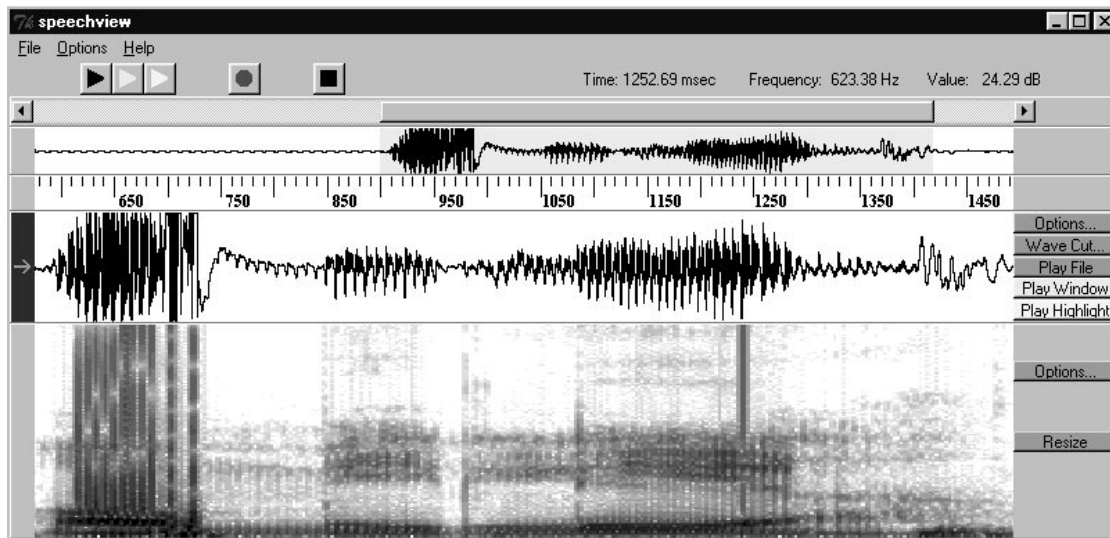 speechview
File Options Help
Time: 1252.69 msec Frequency: 623.38 Hz Value: 24.29 dB
650 750 850 950 1050 1150 1250 1350 1450
Options...
Wave Cut...
Play File
Play Window
Play Highlight
Options...
Resize